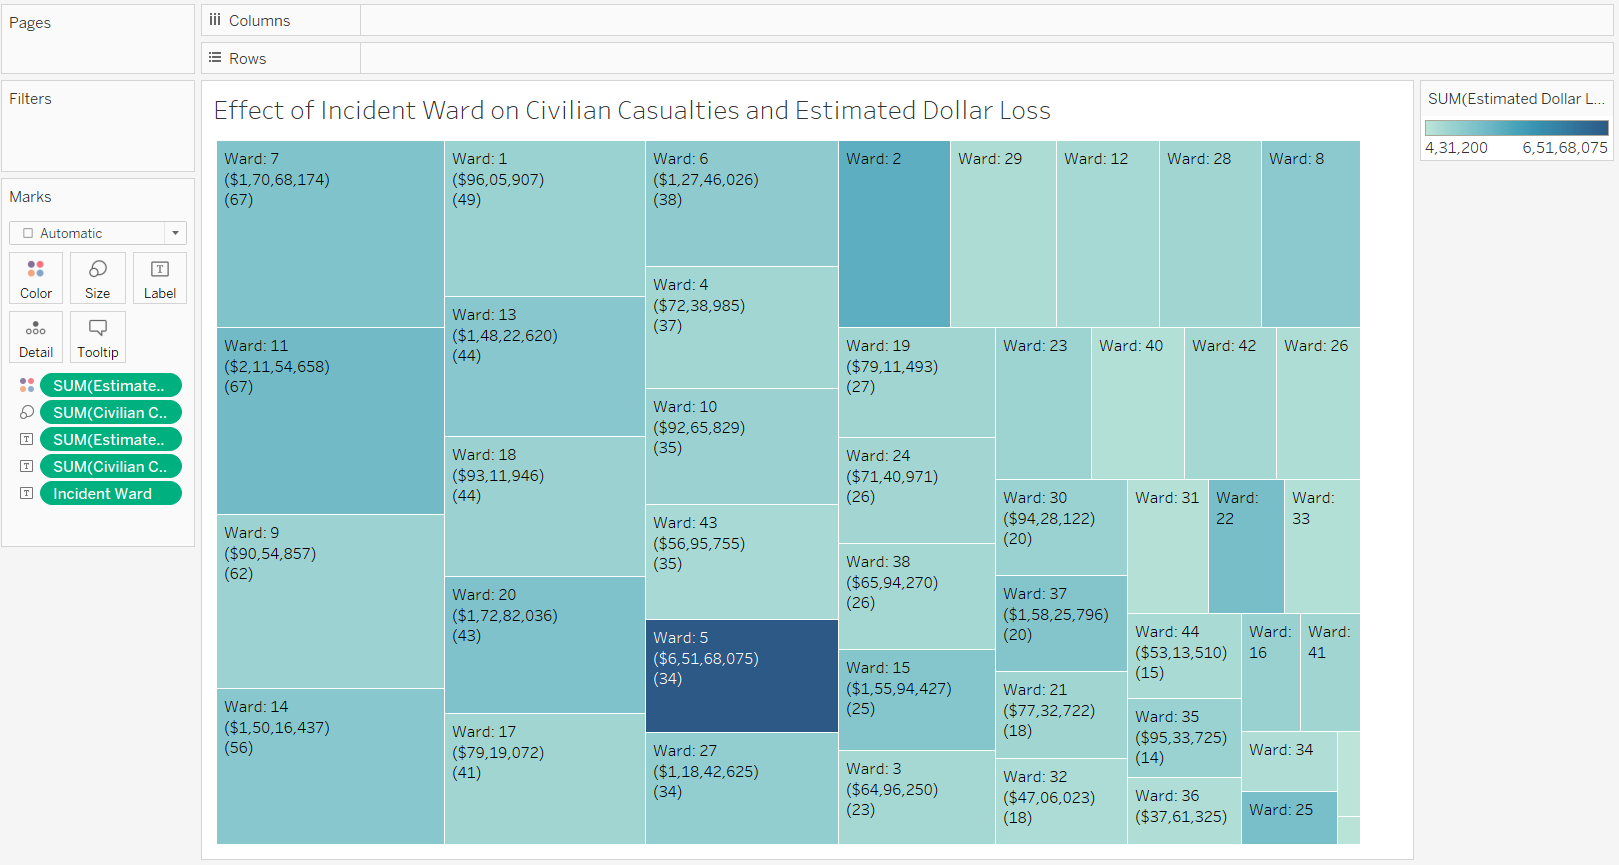 Pages
Columns
Rows
Filters
Marks
Automatic
Color
Size
Label
Detail
Tooltip
SUM(Estimate..
SUM(Civilian C..
SUM(Estimate..
SUM(Civilian C..
Incident Ward
Effect of Incident Ward on Civilian Casualties and Estimated Dollar Loss
Ward: 7
($1,70,68,174)
(67)
Ward: 11
($2,11,54,658)
(67)
Ward: 9
($90,54,857)
(62)
Ward: 14
($1,50,16,437)
(56)
Ward: 1
($96,05,907)
(49)
Ward: 13
($1,48,22,620)
(44)
Ward: 18
($93,11,946)
(44)
Ward: 20
($1,72,82,036)
(43)
Ward: 17
($79,19,072)
(41)
Ward: 6
($1,27,46,026)
(38)
Ward: 4
($72,38,985)
(37)
Ward: 10
($92,65,829)
(35)
Ward: 43
($56,95,755)
(35)
Ward: 5
($6,51,68,075)
(34)
Ward: 27
($1,18,42,625)
(34)
Ward: 2
Ward: 29
Ward: 12
Ward: 28
Ward: 8
Ward: 19
($79,11,493)
(27)
Ward: 24
($71,40,971)
(26)
Ward: 38
($65,94,270)
(26)
Ward: 15
($1,55,94,427)
(25)
Ward: 3
($64,96,250)
(23)
Ward: 23
Ward: 40
Ward: 42
Ward: 26
Ward: 30
($94,28,122)
(20)
Ward: 37
($1,58,25,796)
(20)
Ward: 21
($77,32,722)
(18)
Ward: 32
($47,06,023)
(18)
Ward: 31
Ward:
22
Ward:
33
Ward: 44
($53,13,510)
(15)
Ward: 35
($95,33,725)
(14)
Ward: 36
($37,61,325)
Ward:
16
Ward:
41
Ward: 34
Ward: 25
SUM(Estimated Dollar L...
4,31,200
6,51,68,075